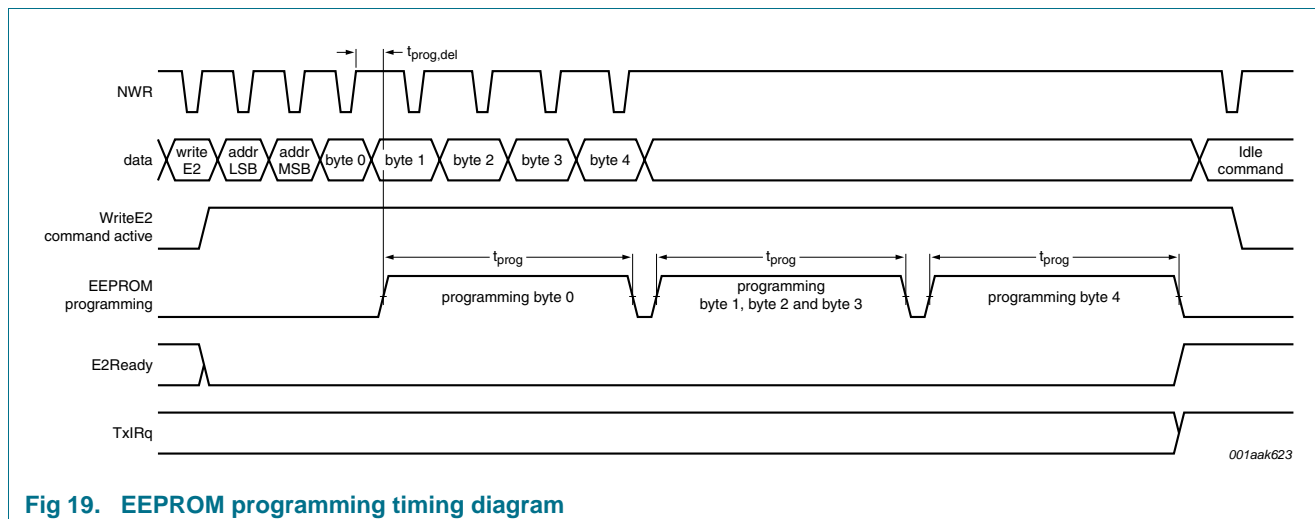 tprog,del
NWR
data
write
E2
addr
LSB
addr
MSB
byte 0
byte 1
byte 2
byte 3
byte 4
Idle
command
WriteE2
command active
tprog
tprog
tprog
EEPROM
programming
programming byte 0
programming
byte 1, byte 2 and byte 3
programming byte 4
E2Ready
TxIRq
001aak623
Fig 19. EEPROM programming timing diagram